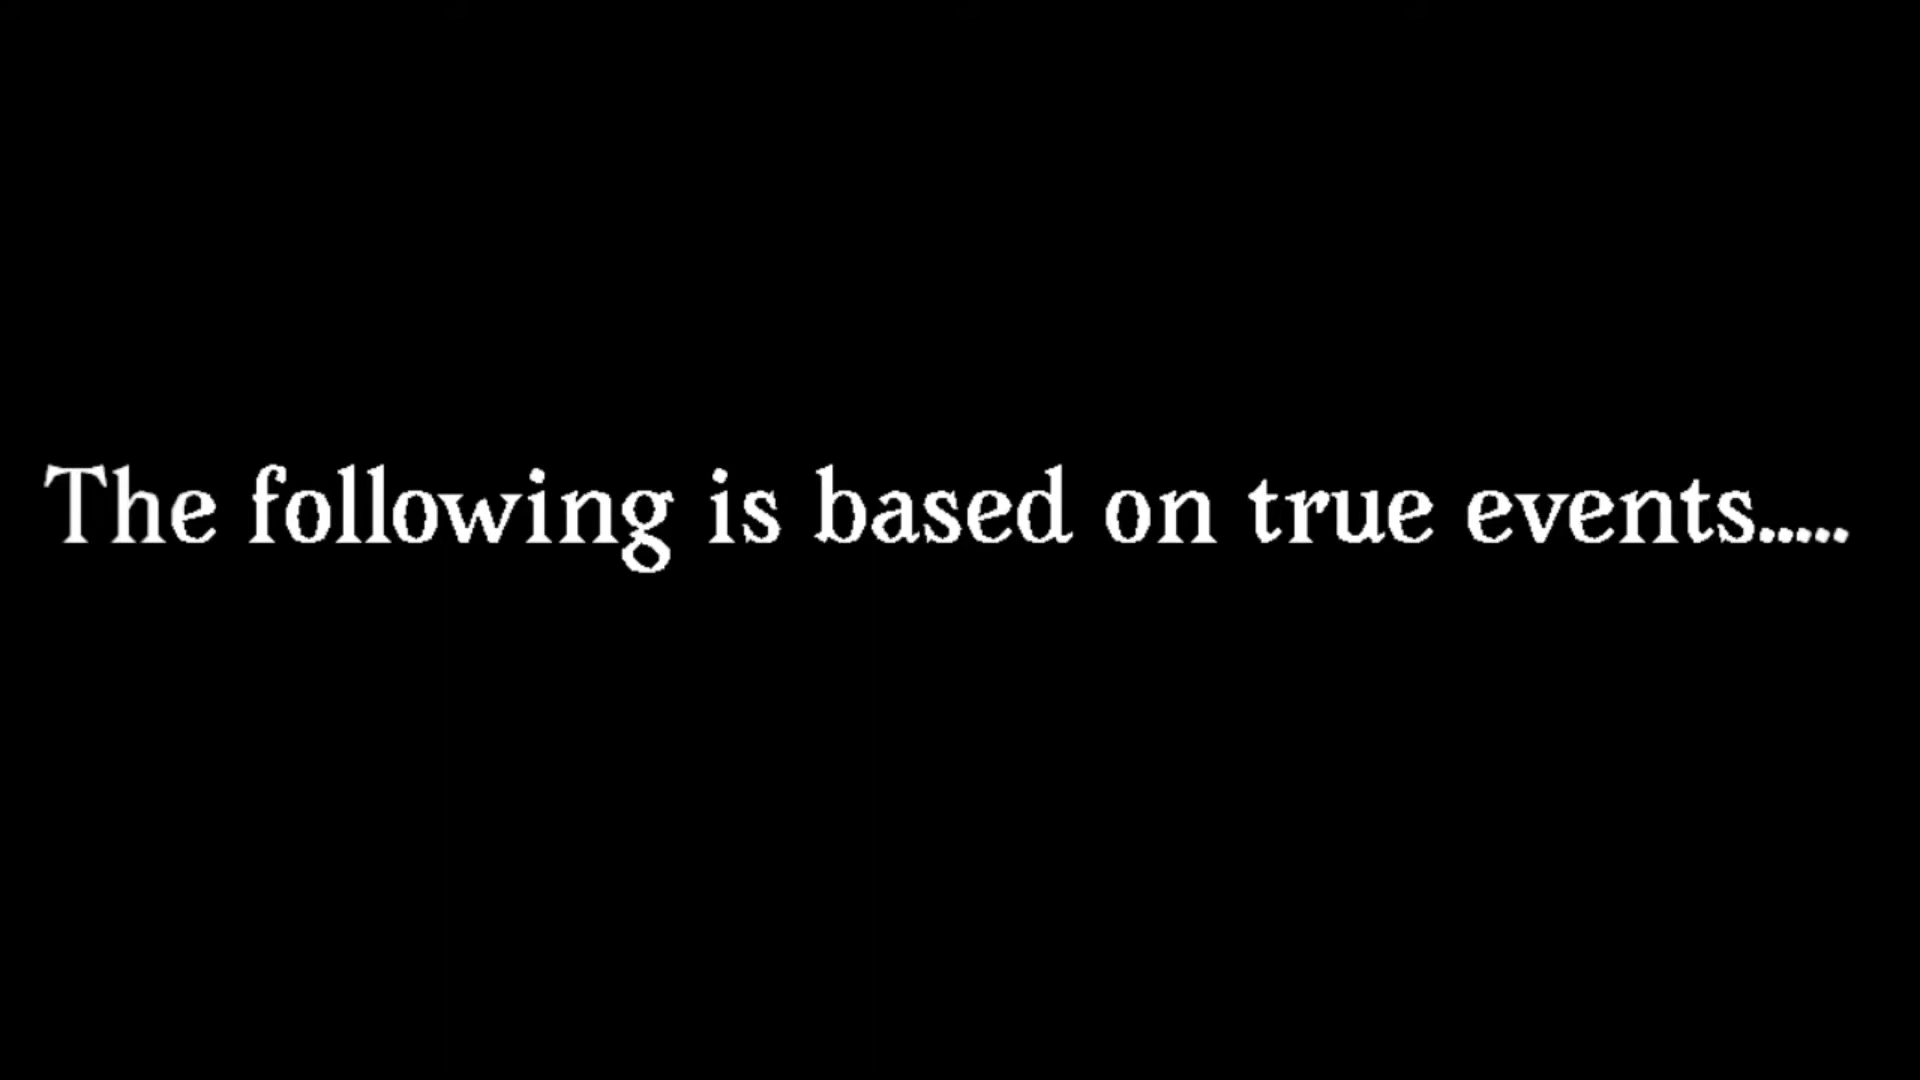 The following is based on true events.....